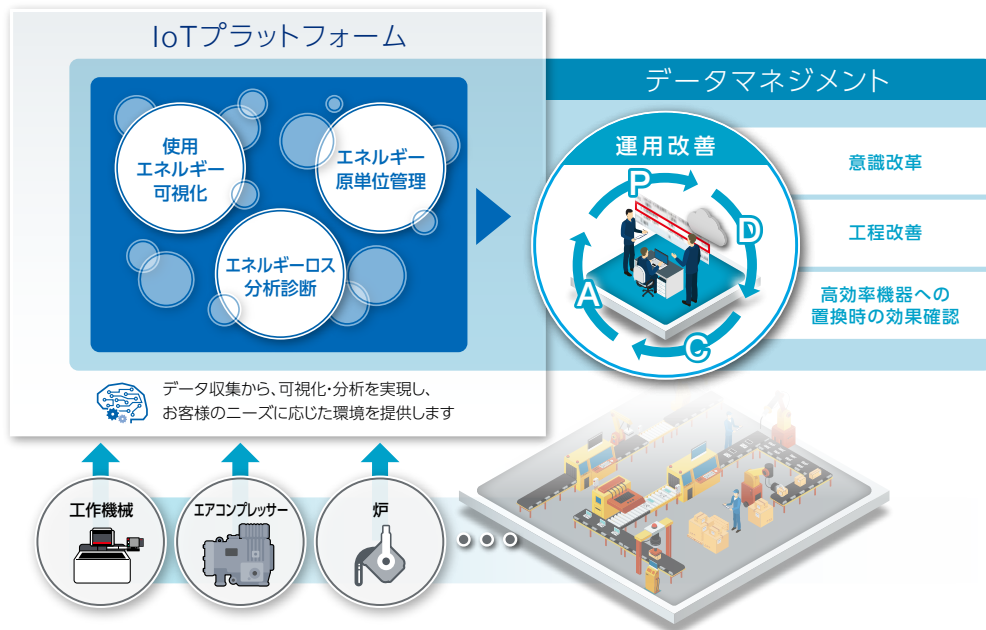 IoTプラットフォーム
使用
エネルギー
可視化
エネルギー
原単位管理
エネルギーロス
分析診断
データ収集から、可視化・分析を実現し、
お客様のニーズに応じた環境を提供します
データマネジメント
運用改善
P
D
C
A
意識改革
工程改善
高効率機器への
置換時の効果確認
工作機械
エアコンプレッサー
炉